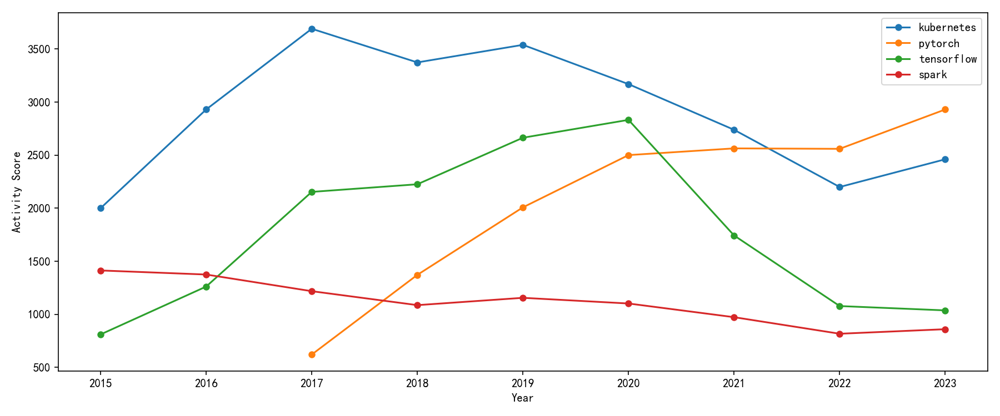 kubernetes
pytorch
tensorflow
spark
3500
3000
2500
2000
1500
1000
500
Activity Score
2015 2016 2017 2018 2019 2020 2021 2022 2023
Year